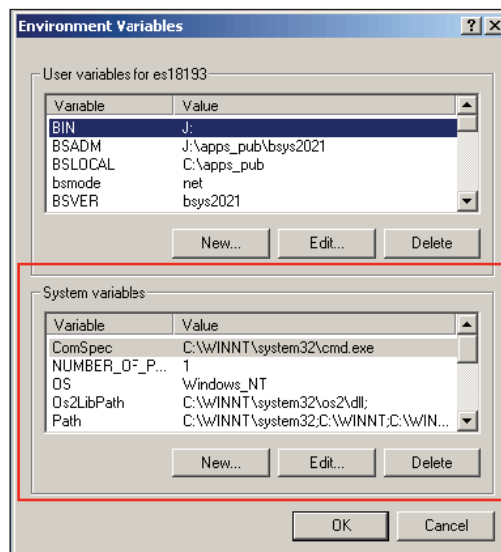 Environment Variables
User variables for es18193
Variable Value
BIN J:
BSADM J:\apps_pub\bsys2021
BSLOCAL C:\apps_pub
bsmode net
BSVER bsys2021
New... Edit... Delete
System variables
Variable Value
ComSpec C:\WINNT\system32\cmd.exe
NUMBER_OF_P... 1
OS Windows_NT
Os2LibPath C:\WINNT\system32\os2\dll;
Path C:\WINNT\system32;C:\WINNT;C:\WIN...
New... Edit... Delete
OK Cancel